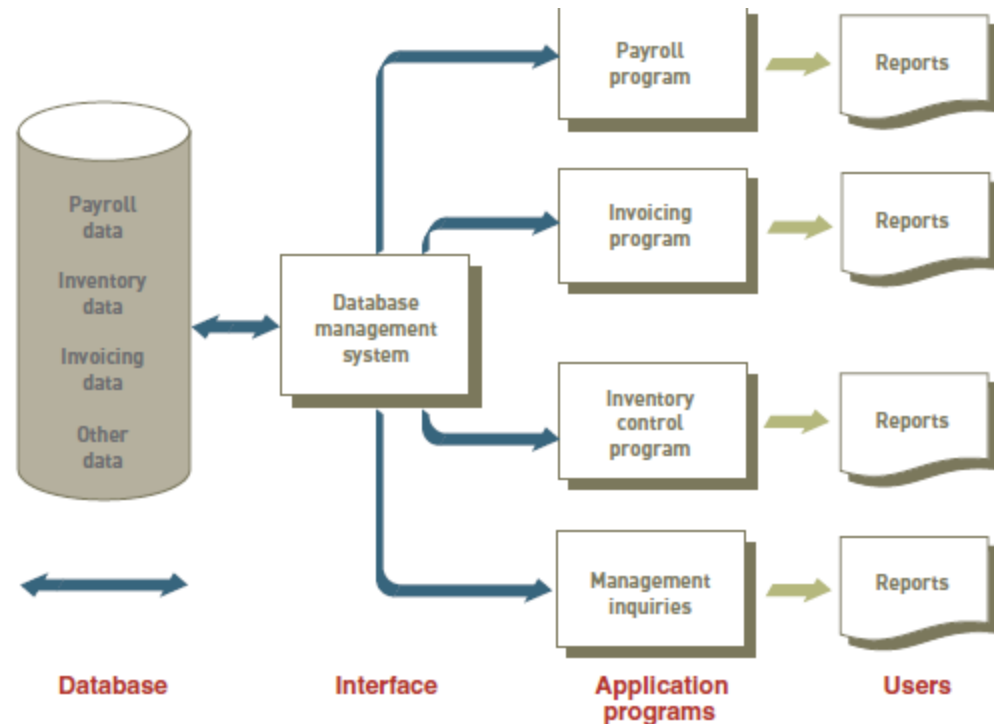 Payroll
data
Inventory
data
Invoicing
data
Other
data
Database
management
system
Payroll
program
Reports
Invoicing
program
Reports
Inventory
control
program
Reports
Management
inquiries
Reports
Database
Interface
Application
programs
Users